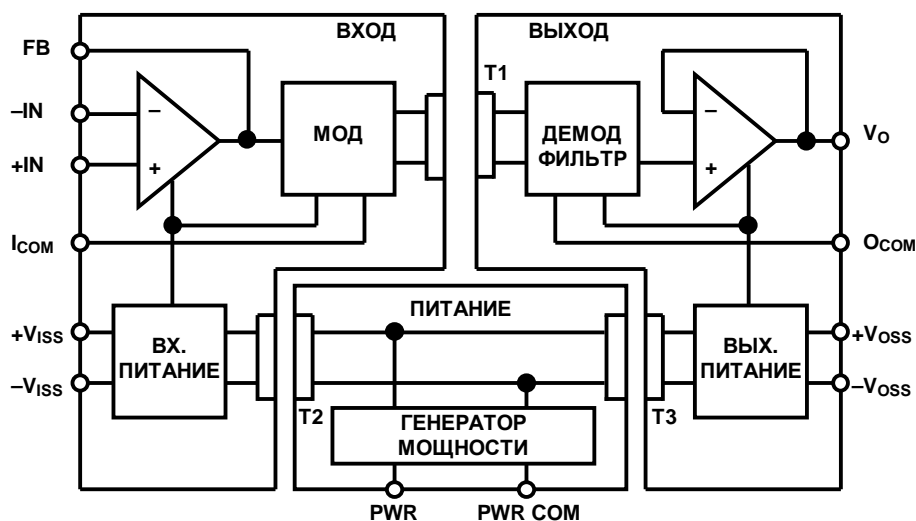 FB
ВХОД
ВЫХОД
T1
–IN
–
МОД
ДЕМОД
ФИЛЬТР
–
VO
+IN
+
+
ICOM
OCOM
ПИТАНИЕ
+VISS
–VISS
ВХ.
ПИТАНИЕ
ВЫХ.
ПИТАНИЕ
+VOSS
–VOSS
T2
ГЕНЕРАТОР
МОЩНОСТИ
T3
PWR
PWR COM